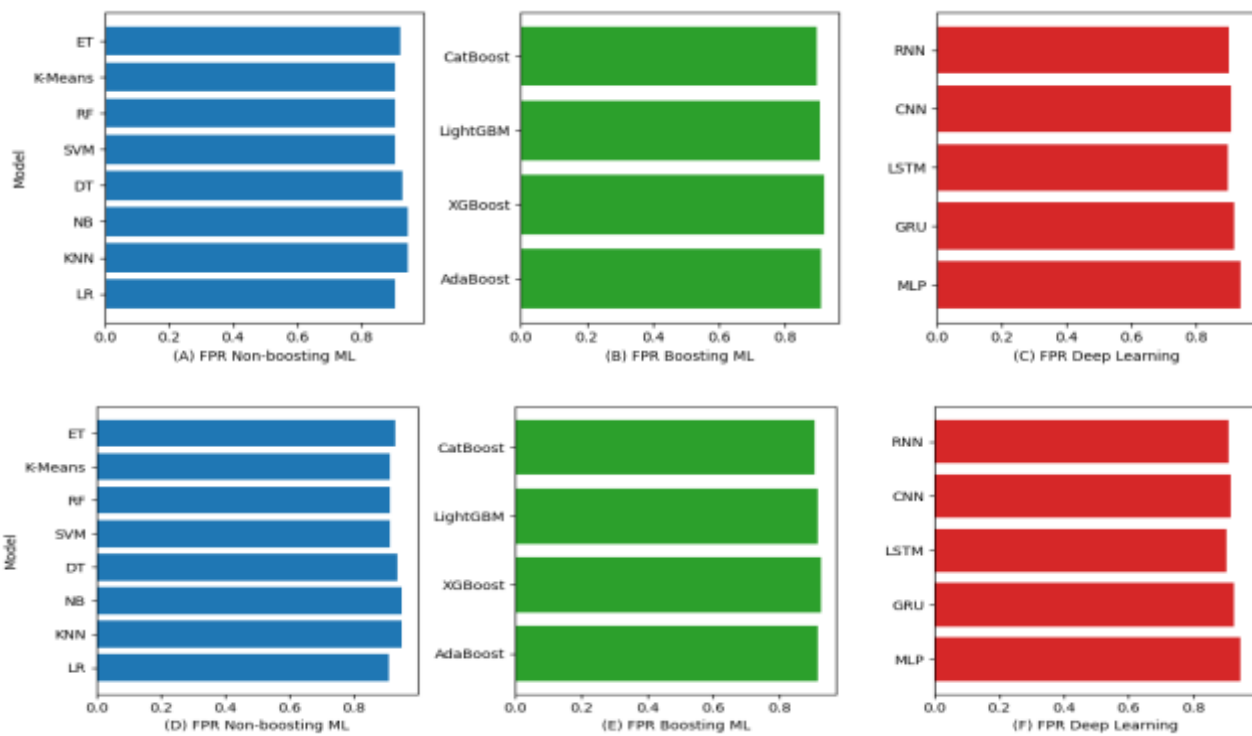 ET
K-Means
RF
SVM
DT
NB
KNN
LR
Model
0.0 0.2 0.4 0.6 0.8
(A) FPR Non-boosting ML
CatBoost
LightGBM
XGBoost
AdaBoost
0.0 0.2 0.4 0.6 0.8
(B) FPR Boosting ML
RNN
CNN
LSTM
GRU
MLP
0.0 0.2 0.4 0.6 0.8
(C) FPR Deep Learning
ET
K-Means
RF
SVM
DT
NB
KNN
LR
Model
0.0 0.2 0.4 0.6 0.8
(D) FPR Non-boosting ML
CatBoost
LightGBM
XGBoost
AdaBoost
0.0 0.2 0.4 0.6 0.8
(E) FPR Boosting ML
RNN
CNN
LSTM
GRU
MLP
0.0 0.2 0.4 0.6 0.8
(F) FPR Deep Learning